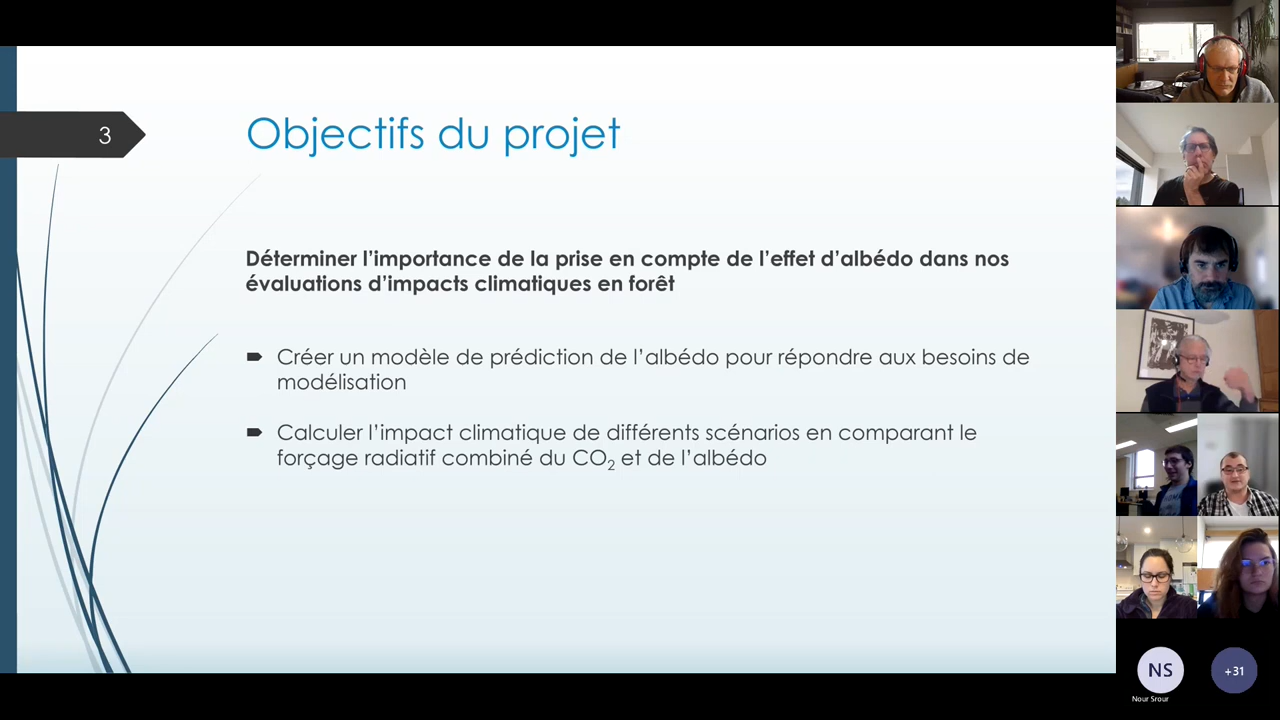 3
Objectifs du projet
Déterminer l’importance de la prise en compte de l’effet d’albédo dans nos
évaluations d’impacts climatiques en forêt
Créer un modèle de prédiction de l’albédo pour répondre aux besoins de
modélisation
Calculer l’impact climatique de différents scénarios en comparant le
forçage radiatif combiné du CO₂ et de l’albédo
NS
+31
Nour Srour